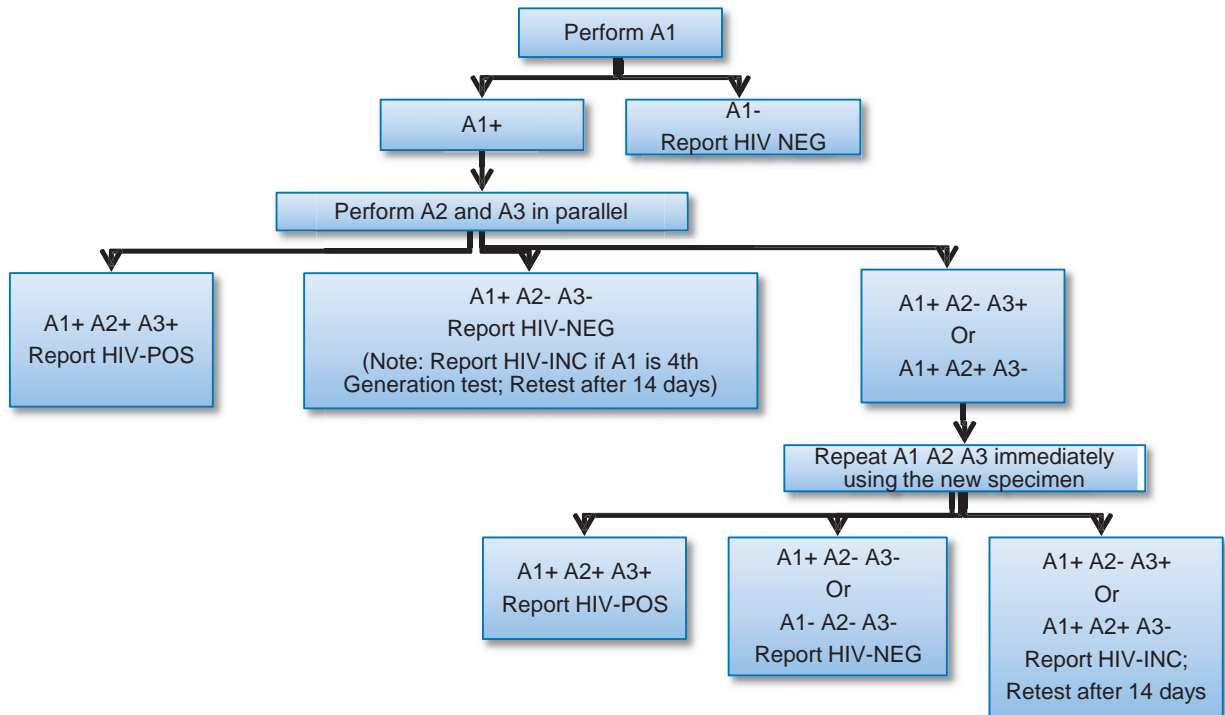 Perform A1
A1+
A1-
Report HIV NEG
Perform A2 and A3 in parallel
A1+ A2+ A3+
Report HIV-POS
A1+ A2- A3-
Report HIV-NEG
(Note: Report HIV-INC if A1 is 4th
Generation test; Retest after 14 days)
A1+ A2- A3+
Or
A1+ A2+ A3-
Repeat A1 A2 A3 immediately
using the new specimen
A1+ A2+ A3+
Report HIV-POS
A1+ A2- A3-
Or
A1- A2- A3-
Report HIV-NEG
A1+ A2- A3+
Or
A1+ A2+ A3-
Report HIV-INC;
Retest after 14 days